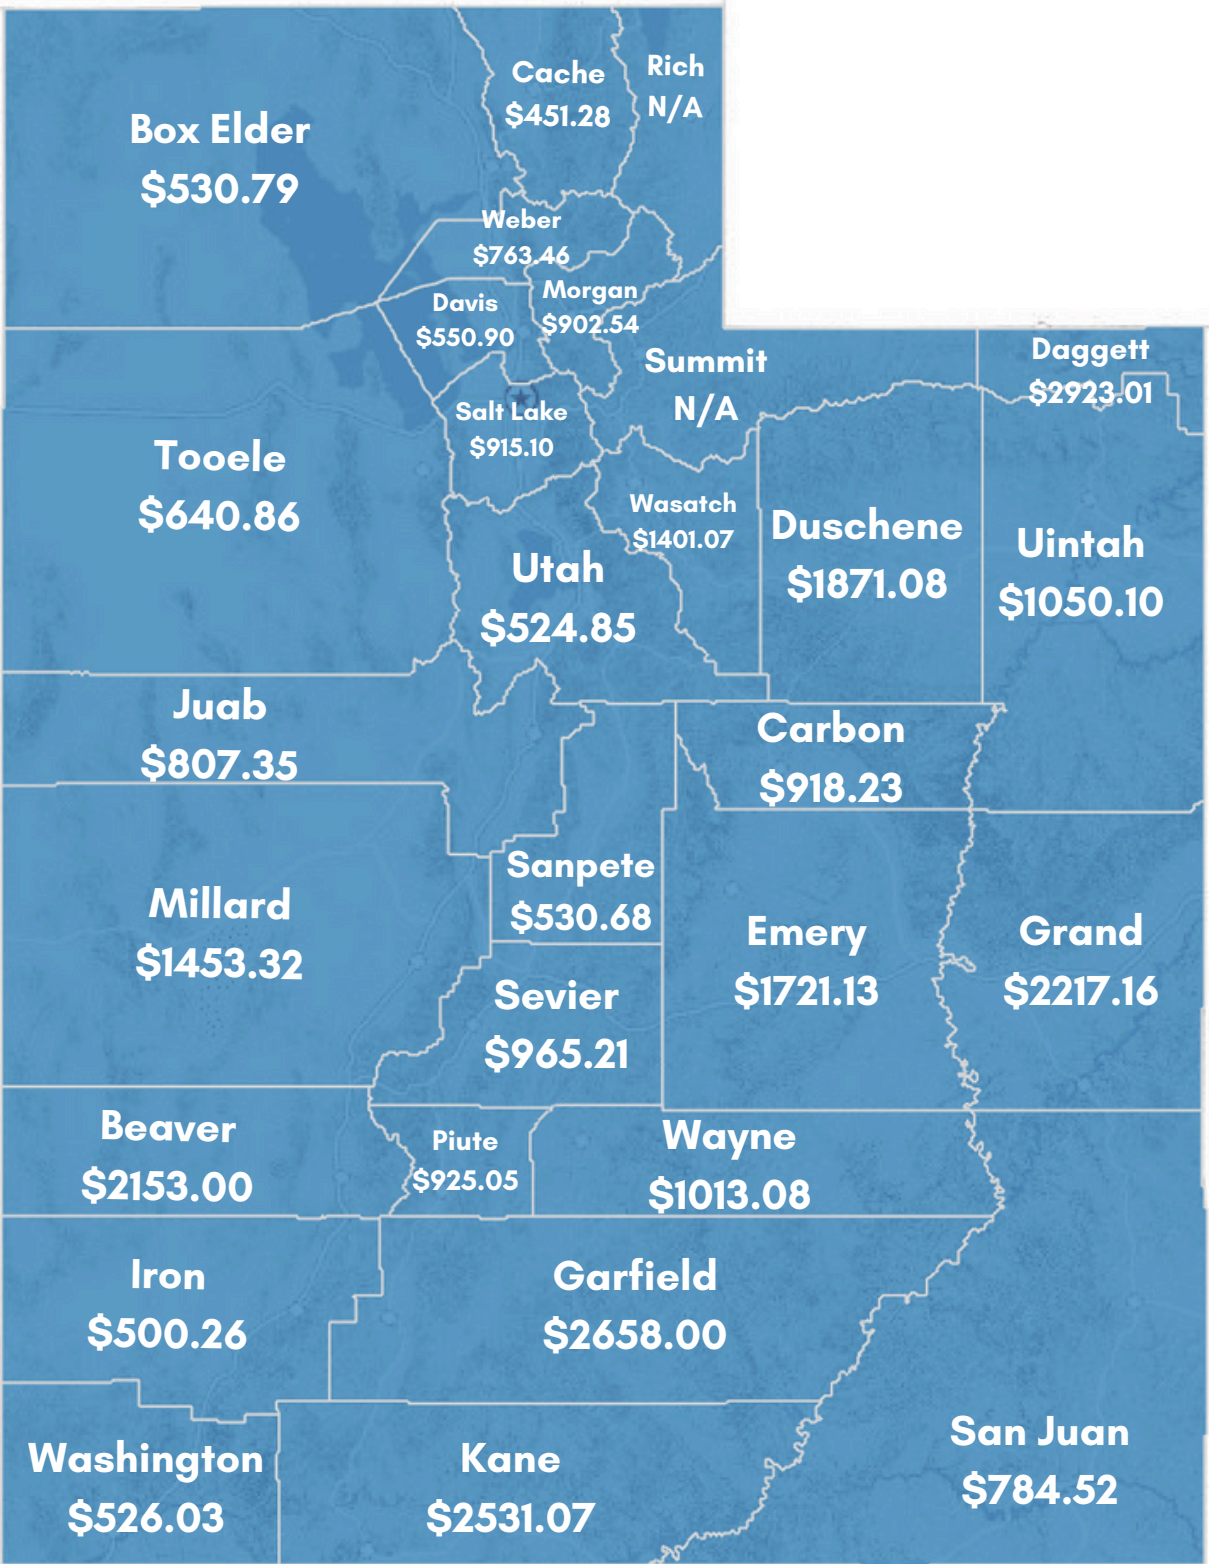 Cache
$451.28
Rich
N/A
Box Elder
$530.79
Weber
$763.46
Morgan
$902.54
Davis
$550.90
Summit
N/A
Daggett
$2923.01
Salt Lake
$915.10
Tooele
$640.86
Wasatch
$1401.07
Duschene
$1871.08
Uintah
$1050.10
Utah
$524.85
Juab
$807.35
Carbon
$918.23
Sanpete
$530.68
Millard
$1453.32
Emery
$1721.13
Grand
$2217.16
Sevier
$965.21
Beaver
$2153.00
Piute
$925.05
Wayne
$1013.08
Iron
$500.26
Garfield
$2658.00
Washington
$526.03
Kane
$2531.07
San Juan
$784.52